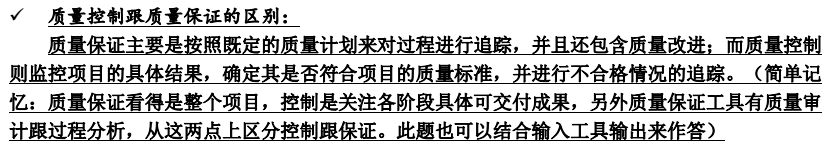 ✓ 质量控制跟质量保证的区别：
质量保证主要是按照既定的质量计划来对过程进行追踪，并且还包含质量改进；而质量控制
则监控项目的具体结果，确定其是否符合项目的质量标准，并进行不合格情况的追踪。（简单记
忆：质量保证看得是整个项目，控制是关注各阶段具体可交付成果，另外质量保证工具有质量审
计跟过程分析，从这两点上区分控制跟保证。此题也可以结合输入工具输出来作答）